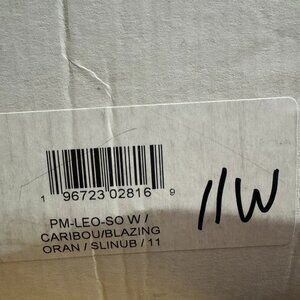 1 96723 02816 9
PM-LEO-SO W /
CARIBOU/BLAZING
ORAN / SLINUB / 11
11W